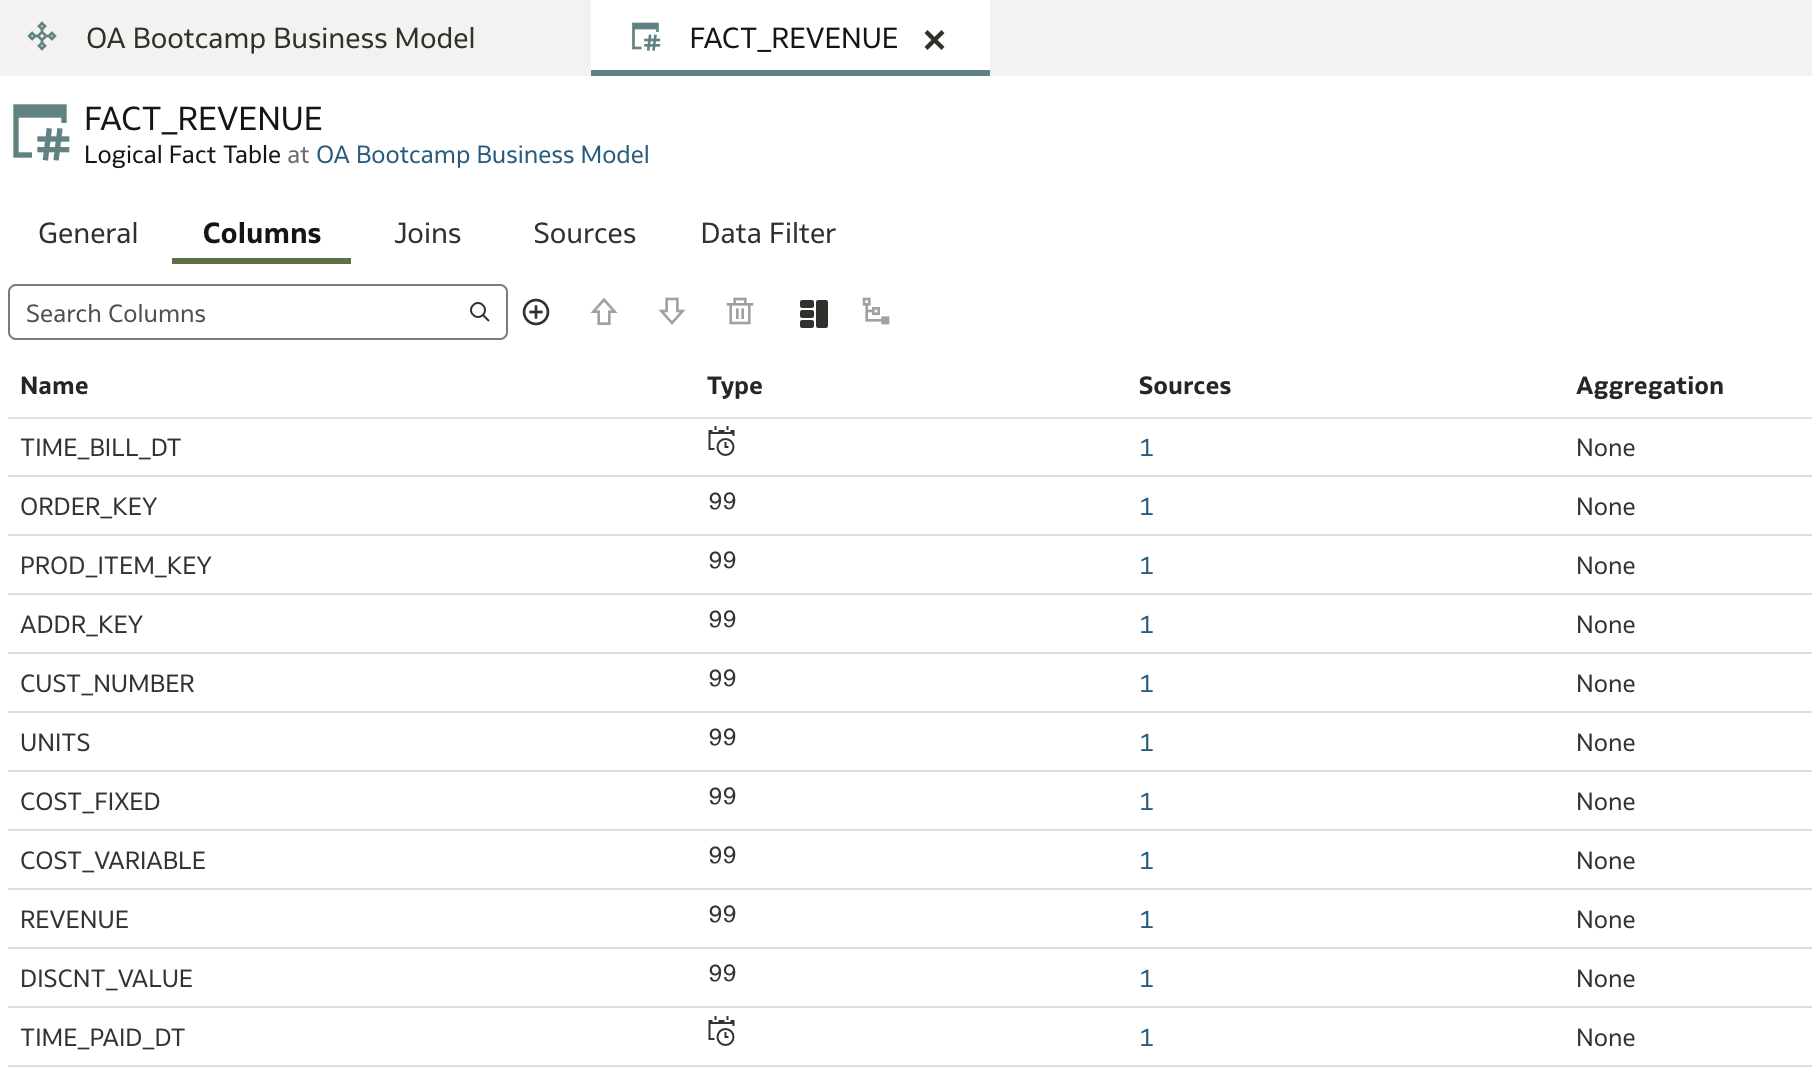 OA Bootcamp Business Model FACT_REVENUE
FACT_REVENUE
Logical Fact Table at OA Bootcamp Business Model
General Columns Joins Sources Data Filter
Search Columns
Name Type Sources Aggregation
TIME_BILL_DT 1 None
ORDER_KEY 99 1 None
PROD_ITEM_KEY 99 1 None
ADDR_KEY 99 1 None
CUST_NUMBER 99 1 None
UNITS 99 1 None
COST_FIXED 99 1 None
COST_VARIABLE 99 1 None
REVENUE 99 1 None
DISCNT_VALUE 99 1 None
TIME_PAID_DT 1 None